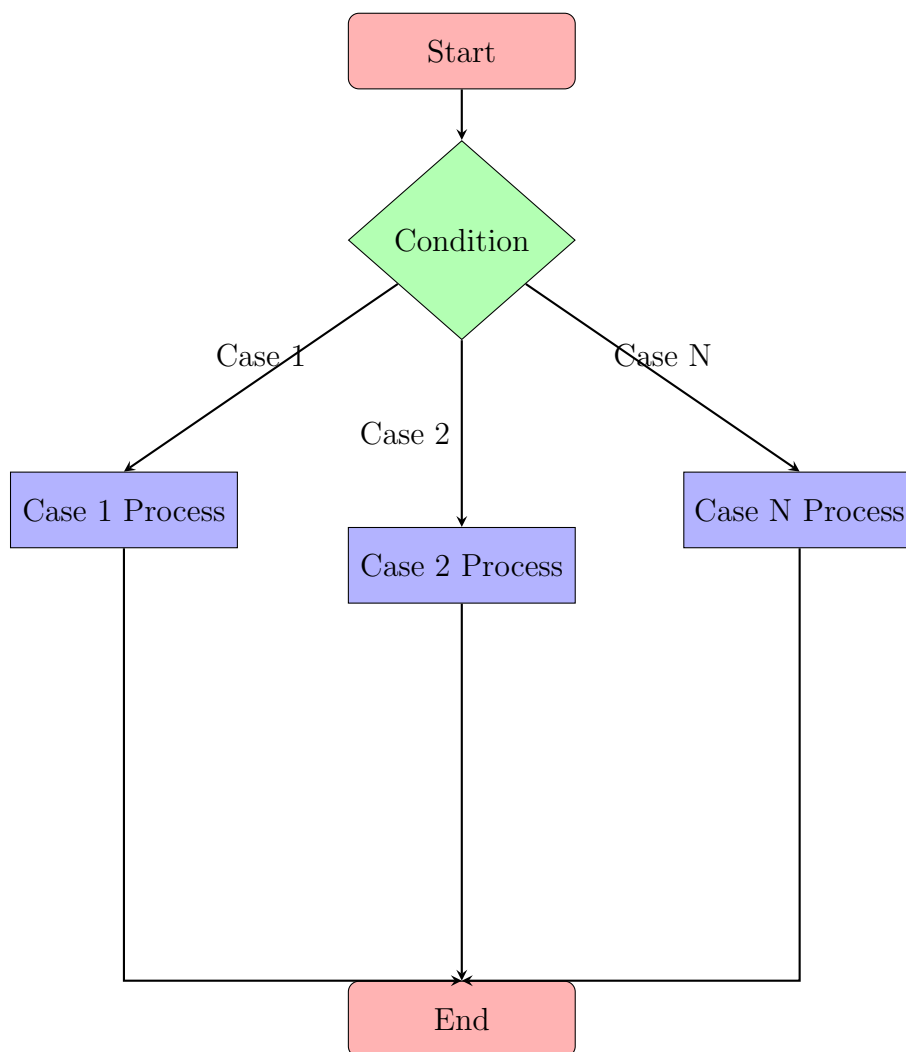 Start
Condition
Case 1
Case N
Case 2
Case 1 Process
Case N Process
Case 2 Process
End